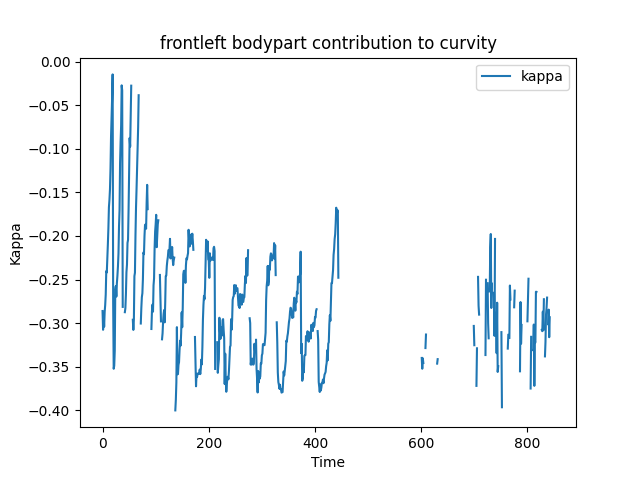 frontleft bodypart contribution to curvity
kappa
Kappa
0.00
−0.05
−0.10
−0.15
−0.20
−0.25
−0.30
−0.35
−0.40
0 200 400 600 800
Time